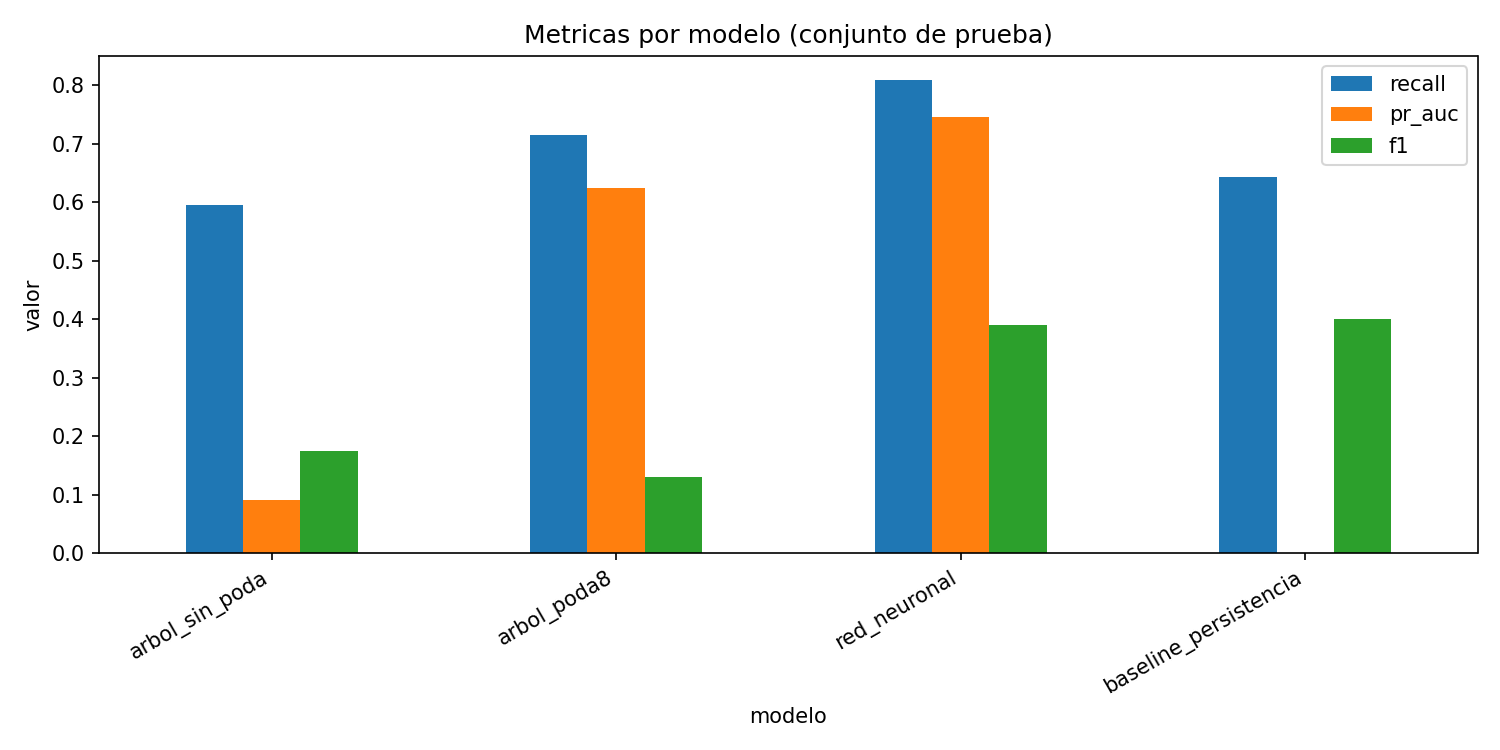 Metricas por modelo (conjunto de prueba)
recall
pr_auc
f1
valor
0.8
0.7
0.6
0.5
0.4
0.3
0.2
0.1
0.0
arbol_sin_poda
arbol_poda8
red_neuronal
baseline_persistencia
modelo